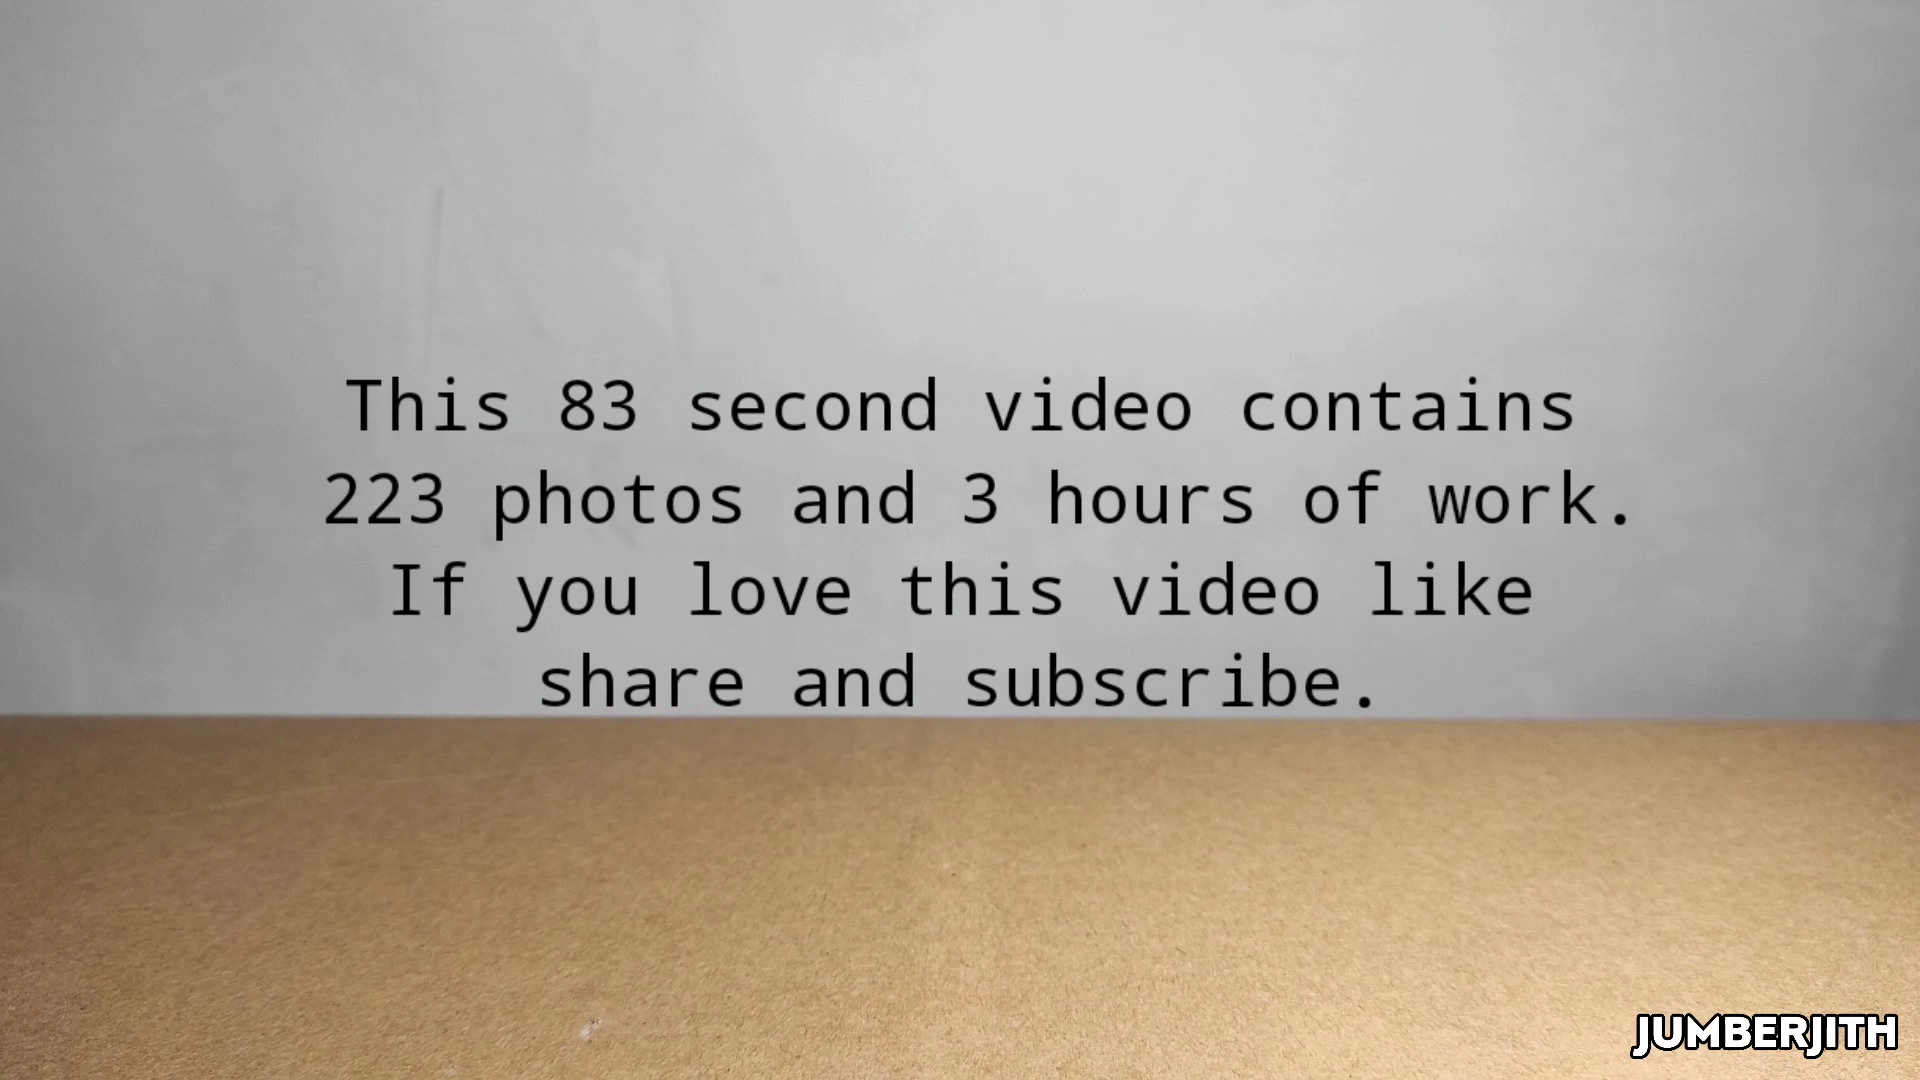 This 83 second video contains
223 photos and 3 hours of work.
If you love this video like
share and subscribe.
JUMBERJITH